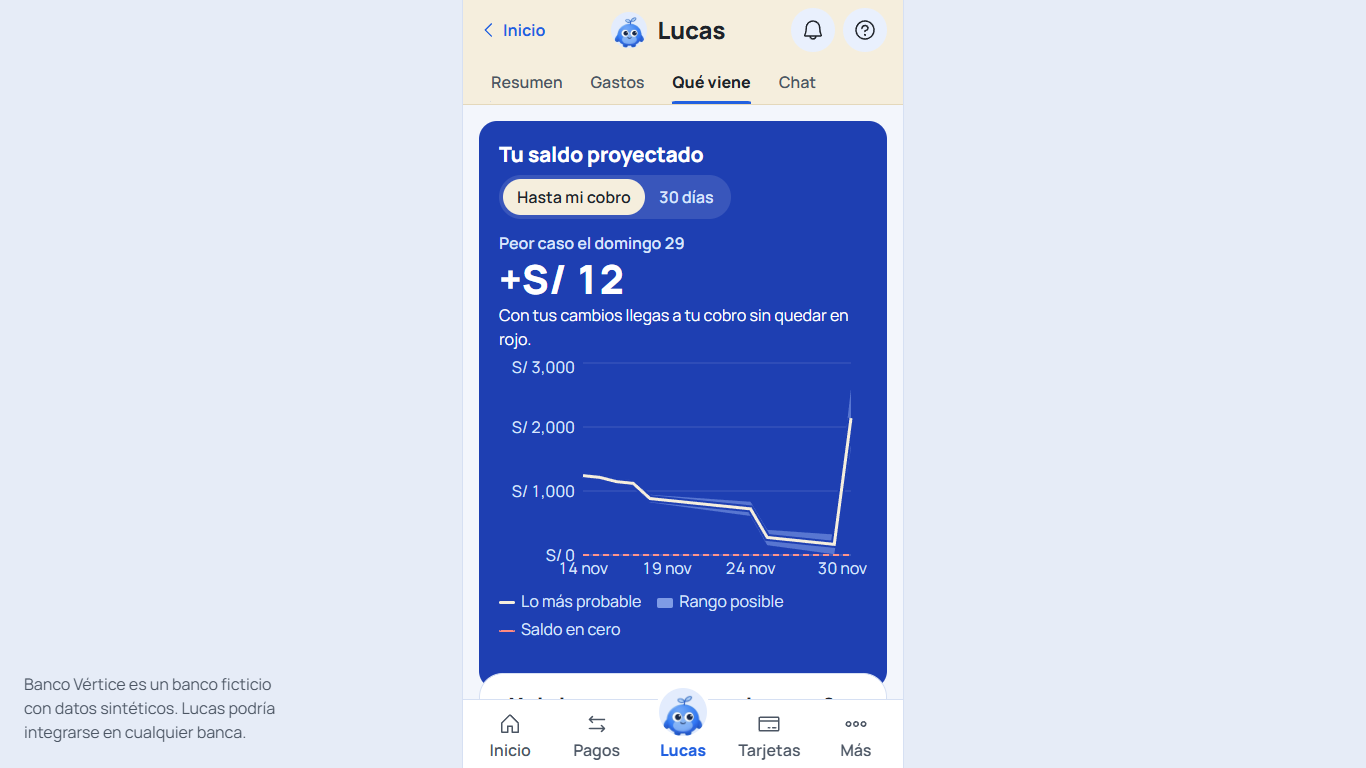 Inicio
Lucas
Resumen
Gastos
Qué viene
Chat
Tu saldo proyectado
Hasta mi cobro
30 días
Peor caso el domingo 29
+S/ 12
Con tus cambios llegas a tu cobro sin quedar en
rojo.
S/ 3,000
S/ 2,000
S/ 1,000
S/ 0
14 nov
19 nov
24 nov
30 nov
Lo más probable
Rango posible
Saldo en cero
Banco Vértice es un banco ficticio
con datos sintéticos. Lucas podría
integrarse en cualquier banca.
Inicio
Pagos
Lucas
Tarjetas
Más